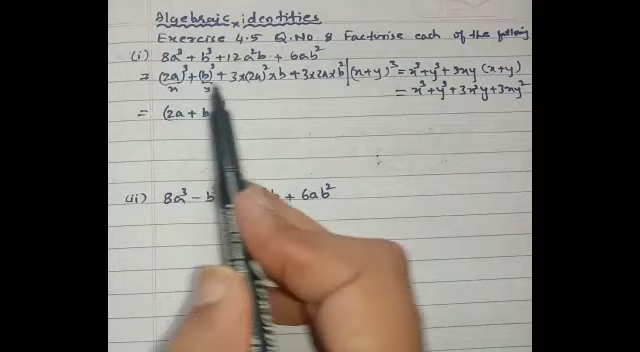 Algebraic identities
Exercise 4.5 Q.No 8 Factorise each of the following
(i) 8a³ + b³ + 12a²b + 6ab²
= (2a)³ + (b)³ + 3×(2a)²×b + 3×2a×b² | (x+y)³ = x³+y³+3xy(x+y)
x y = x³+y³+3x²y+3xy²
= (2a + b
(ii) 8a³ - b b + 6ab²